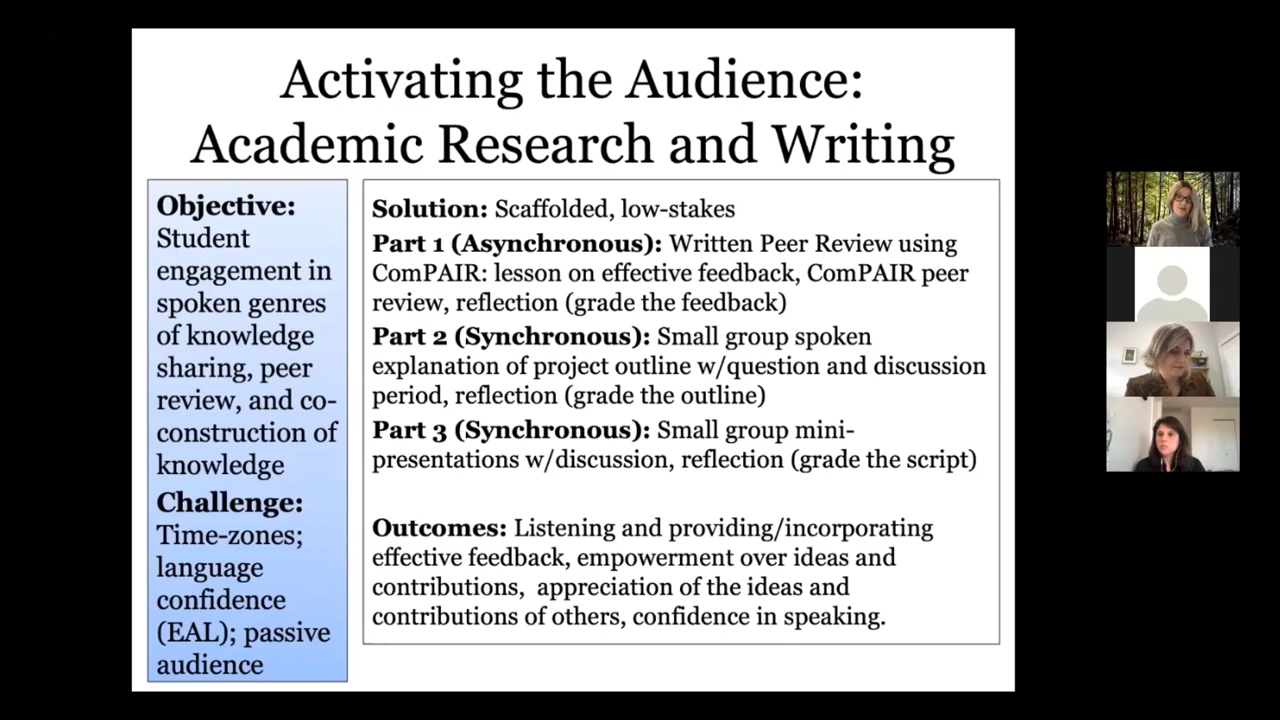 Activating the Audience:
Academic Research and Writing
Objective:
Student
engagement in
spoken genres
of knowledge
sharing, peer
review, and co-
construction of
knowledge
Challenge:
Time-zones;
language
confidence
(EAL); passive
audience
Solution: Scaffolded, low-stakes
Part 1 (Asynchronous): Written Peer Review using
ComPAIR: lesson on effective feedback, ComPAIR peer
review, reflection (grade the feedback)
Part 2 (Synchronous): Small group spoken
explanation of project outline w/question and discussion
period, reflection (grade the outline)
Part 3 (Synchronous): Small group mini-
presentations w/discussion, reflection (grade the script)
Outcomes: Listening and providing/incorporating
effective feedback, empowerment over ideas and
contributions,  appreciation of the ideas and
contributions of others, confidence in speaking.